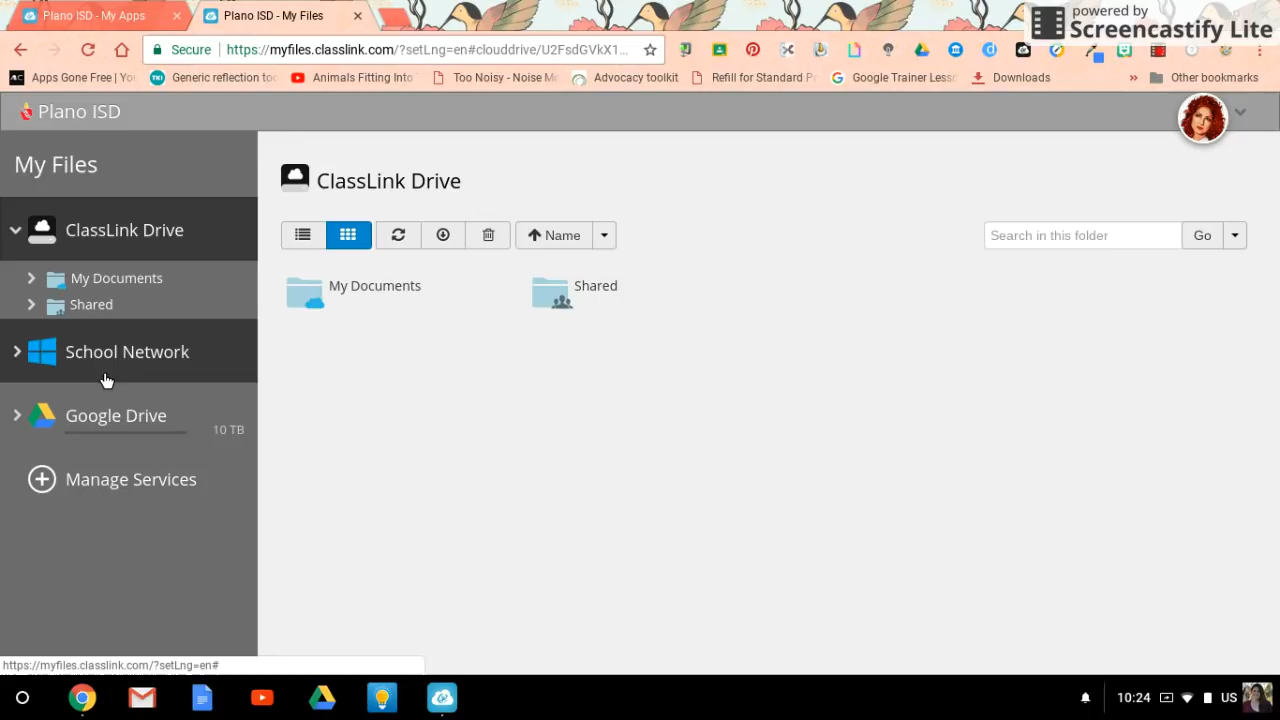 powered by
Screencastify Lite
Plano ISD - My Apps
Plano ISD - My Files
Secure
https://myfiles.classlink.com/?setLng=en#clouddrive/U2FsdGVkX1...
Apps Gone Free | Yo
Generic reflection too
Animals Fitting Into
Too Noisy - Noise Me
Advocacy toolkit
Refill for Standard P
Google Trainer Less
Downloads
»
Other bookmarks
Plano ISD
My Files
ClassLink Drive
My Documents
Shared
School Network
Google Drive
10 TB
Manage Services
ClassLink Drive
Name
Search in this folder
Go
My Documents
Shared
https://myfiles.classlink.com/?setLng=en#
10:24
US